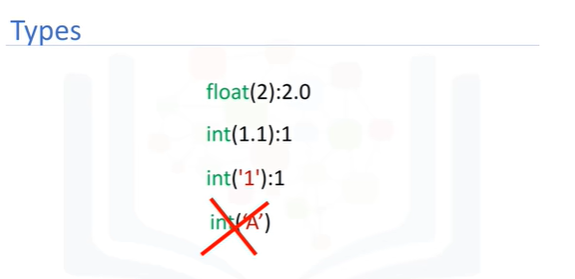 Types
float(2):2.0
int(1.1):1
int('1'):1
int(‘A’)